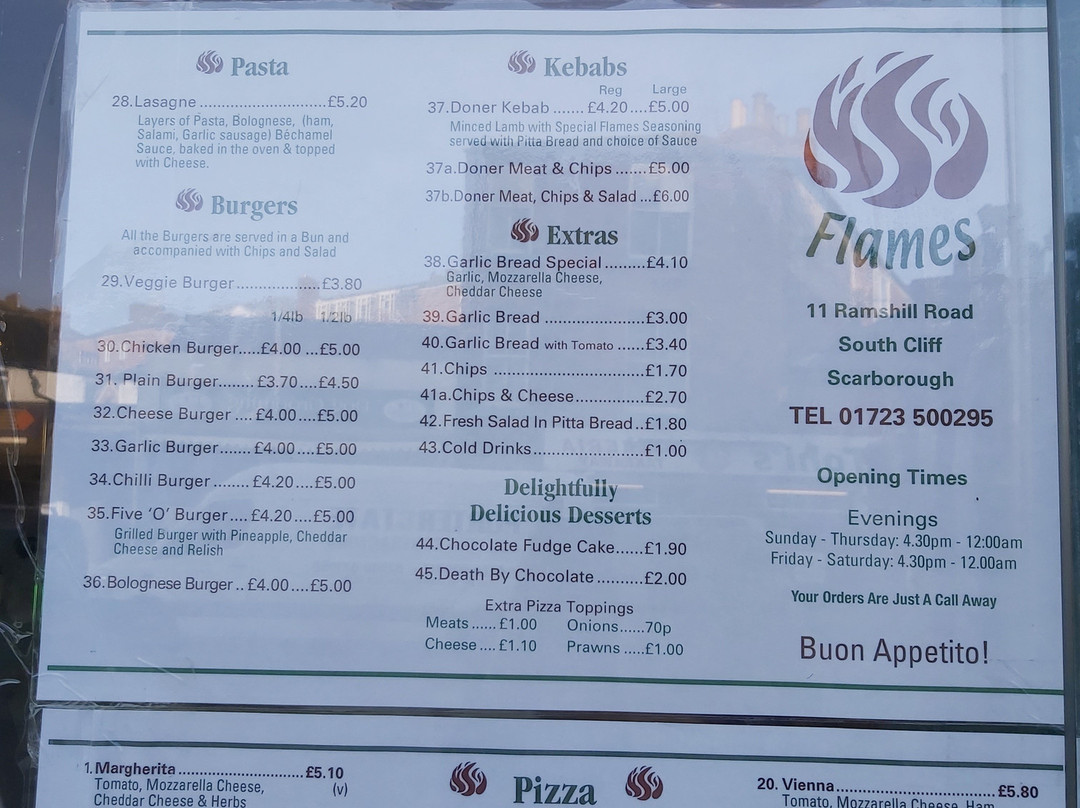 Pasta
28.Lasagne ............................£5.20
Layers of Pasta, Bolognese, (ham,
Salami, Garlic sausage) Béchamel
Sauce, baked in the oven & topped
with Cheese.
Burgers
All the Burgers are served in a Bun and
accompanied with Chips and Salad
29.Veggie Burger..................£3.80
1/4lb 1/2lb
30.Chicken Burger.....£4.00 ...£5.00
31. Plain Burger........ £3.70....£4.50
32.Cheese Burger .... £4.00....£5.00
33.Garlic Burger....... £4.00....£5.00
34.Chilli Burger ........ £4.20....£5.00
35.Five ‘O’ Burger.... £4.20....£5.00
Grilled Burger with Pineapple, Cheddar
Cheese and Relish
36.Bolognese Burger .. £4.00....£5.00
Kebabs
Reg Large
37.Doner Kebab ....... £4.20....£5.00
Minced Lamb with Special Flames Seasoning
served with Pitta Bread and choice of Sauce
37a.Doner Meat & Chips .......£5.00
37b.Doner Meat, Chips & Salad ...£6.00
Extras
38.Garlic Bread Special.........£4.10
Garlic, Mozzarella Cheese,
Cheddar Cheese
39.Garlic Bread ......................£3.00
40.Garlic Bread with Tomato ......£3.40
41.Chips .................................£1.70
41a.Chips & Cheese...............£2.70
42.Fresh Salad In Pitta Bread..£1.80
43.Cold Drinks........................£1.00
Delightfully
Delicious Desserts
44.Chocolate Fudge Cake......£1.90
45.Death By Chocolate..........£2.00
Extra Pizza Toppings
Meats ...... £1.00 Onions......70p
Cheese .... £1.10 Prawns .....£1.00
Flames
11 Ramshill Road
South Cliff
Scarborough
TEL 01723 500295
Opening Times
Evenings
Sunday - Thursday: 4.30pm - 12:00am
Friday - Saturday: 4.30pm - 12.00am
Your Orders Are Just A Call Away
Buon Appetito!
1.Margherita..........................£5.10
Tomato, Mozzarella Cheese, (v)
Cheddar Cheese & Herbs
Pizza
20. Vienna..........................£5.80
Tomato, Mozzarella Cheese, Ham